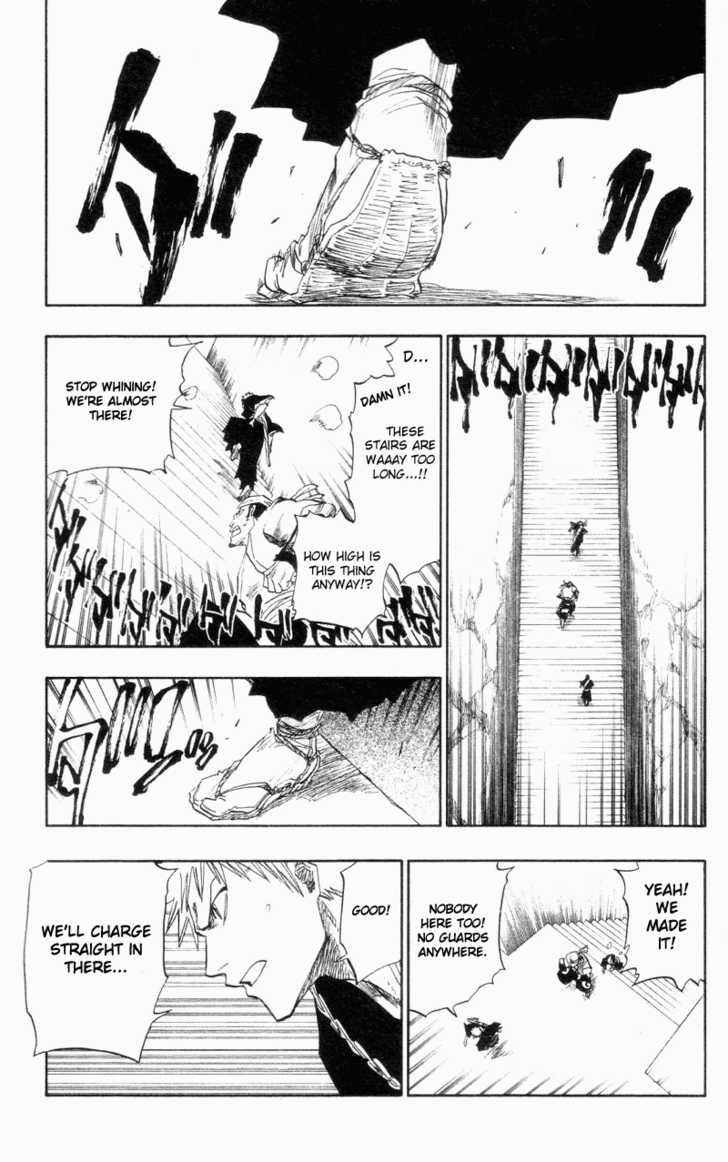 D...
DAMN IT!
THESE
STAIRS ARE
WAAAY TOO
LONG...!!
HOW HIGH IS
THIS THING
ANYWAY!?
STOP WHINING!
WE'RE ALMOST
THERE!
YEAH!
WE
MADE
IT!
NOBODY
HERE TOO!
NO GUARDS
ANYWHERE.
GOOD!
WE'LL CHARGE
STRAIGHT IN
THERE...